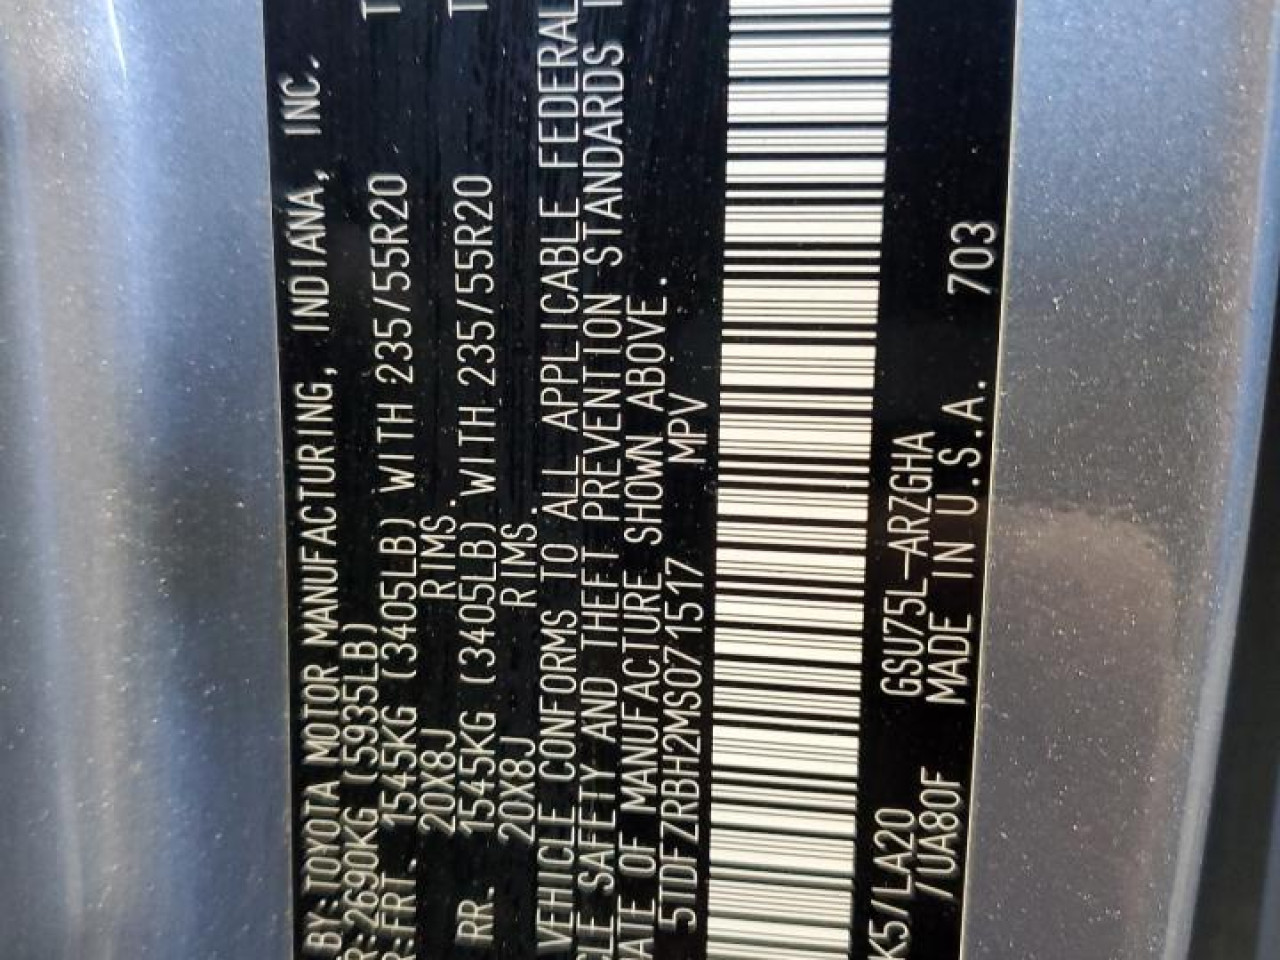 BY: TOYOTA MOTOR MANUFACTURING, INDIANA, INC.
R: 2690KG (5935LB)
R: FRT. 1545KG (3405LB) WITH 235/55R20 T
20X8J RIMS.
RR. 1545KG (3405LB) WITH 235/55R20 T
20X8J RIMS.
VEHICLE CONFORMS TO ALL APPLICABLE FEDERAL
CLE SAFETY AND THEFT PREVENTION STANDARDS
ATE OF MANUFACTURE SHOWN ABOVE.
5TDFZRBH2MS071517 MPV
K5/LA20 GSU75L-ARZGHA
/UA80F MADE IN U.S.A. 703